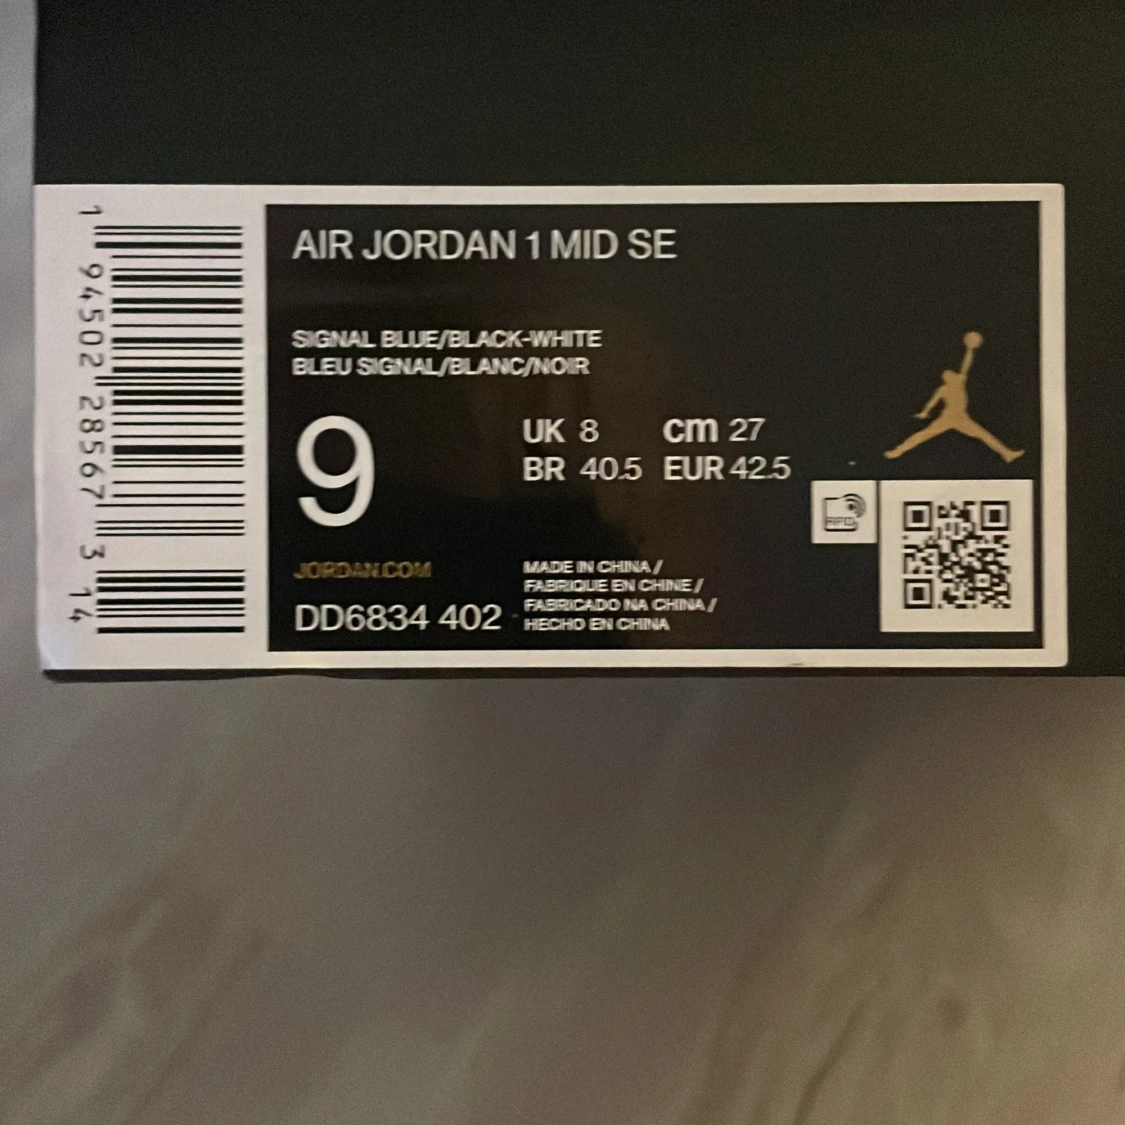 AIR JORDAN 1 MID SE
SIGNAL BLUE/BLACK-WHITE
BLEU SIGNAL/BLANC/NOIR
9
UK 8 cm 27
BR 40.5 EUR 42.5
RFID
JORDAN.COM
DD6834 402
MADE IN CHINA /
FABRIQUE EN CHINE /
FABRICADO NA CHINA /
HECHO EN CHINA
1 94502 28567 3 14